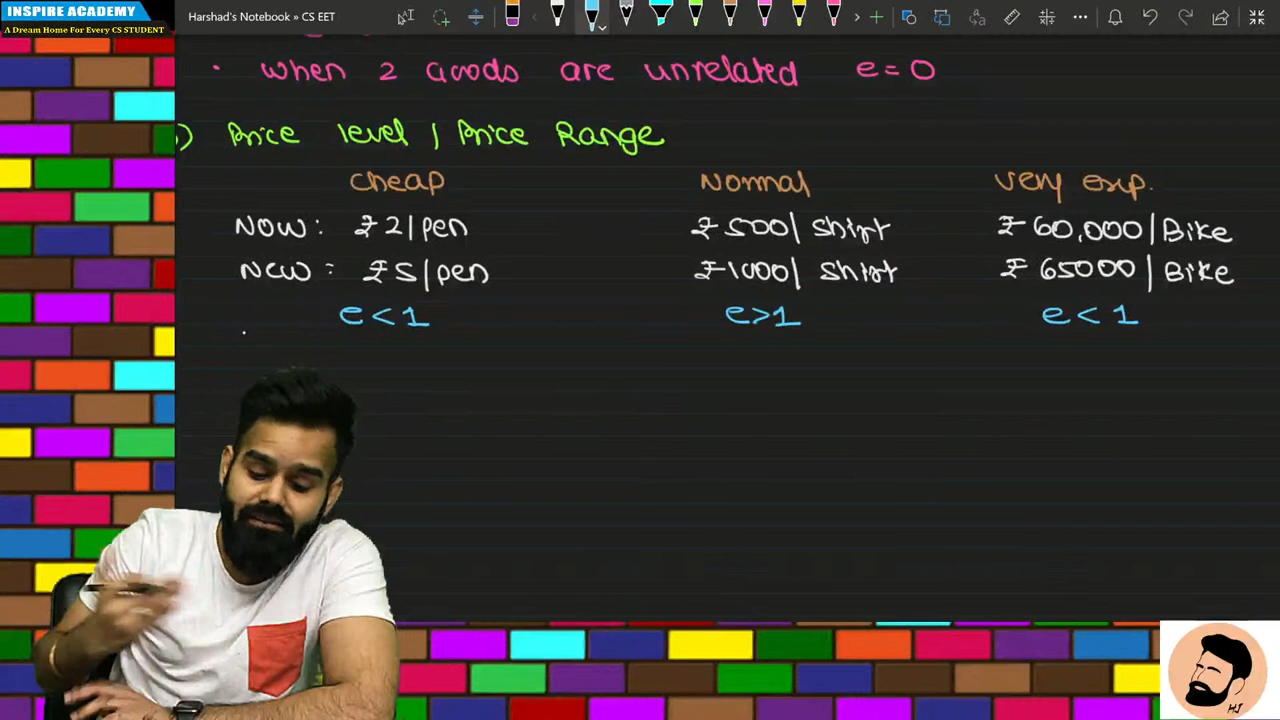 INSPIRE ACADEMY
A Dream Home For Every CS STUDENT
Harshad's Notebook » CS EET
• when 2 Goods are unrelated e=0
) Price level | Price Range
Cheap Normal very exp.
NOW: ₹2|pen ₹500| shirt ₹60,000|Bike
New: ₹5|pen ₹1000| shirt ₹65000|Bike
e<1 e>1 e<1
HJ